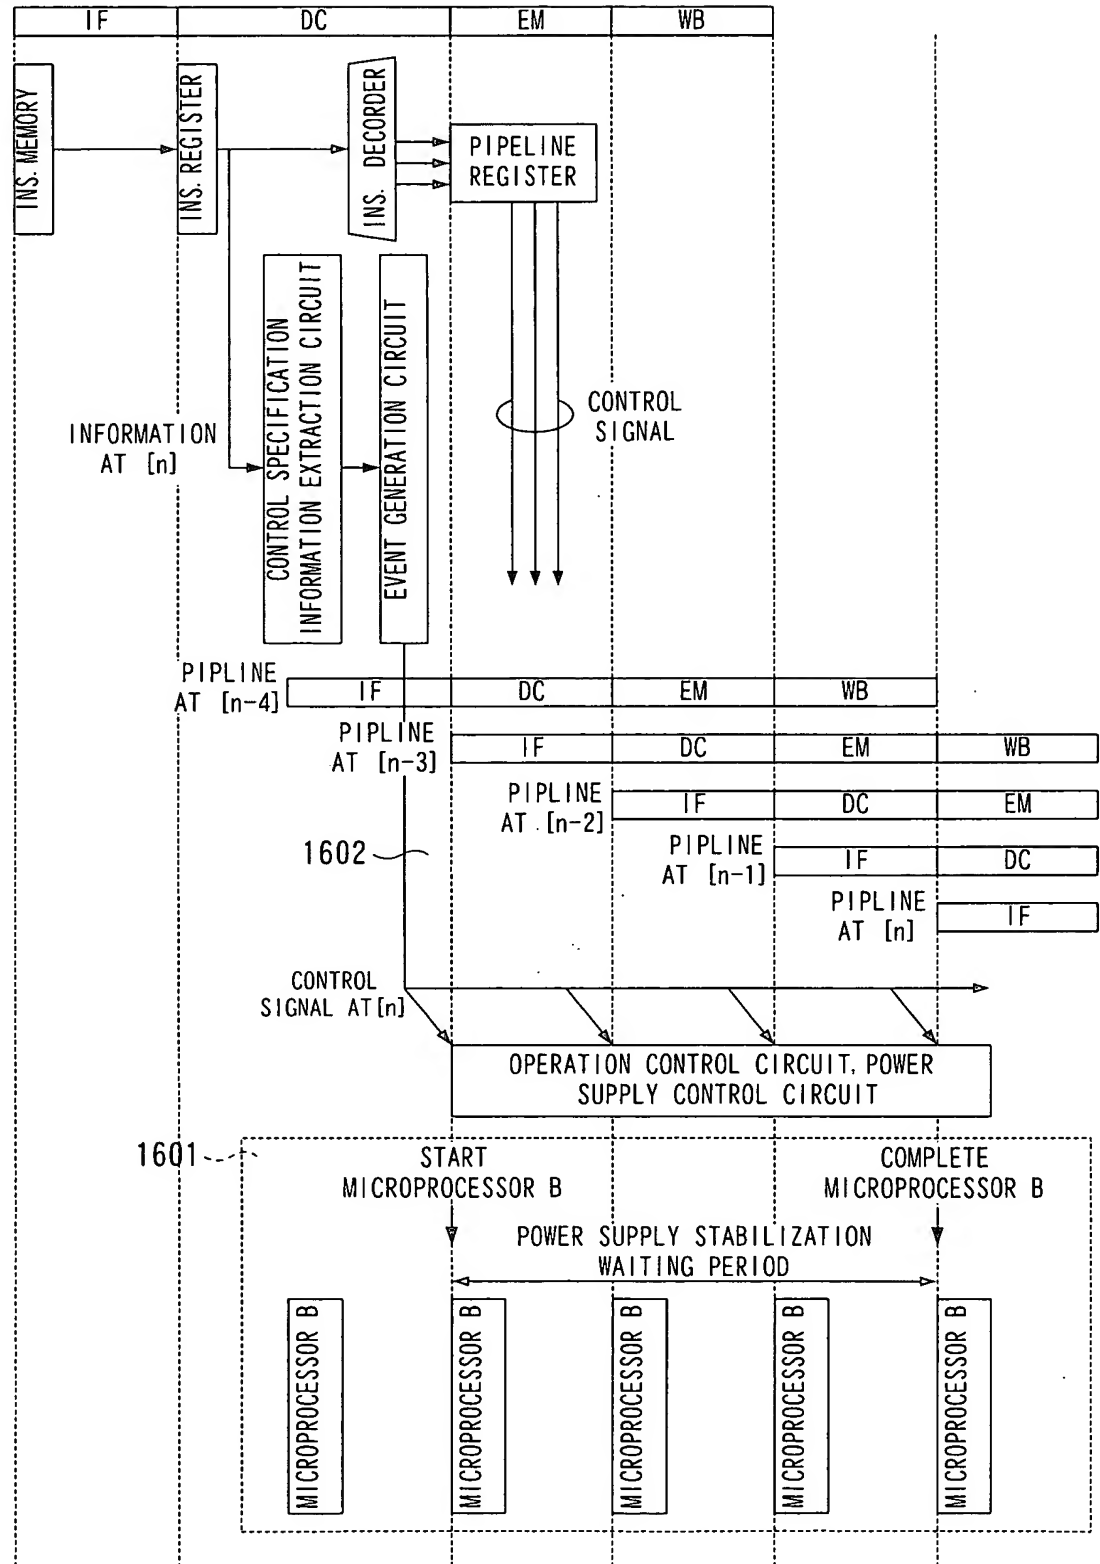 IF DC EM WB
INS. MEMORY
INS. REGISTER
INS. DECORDER
PIPELINE
REGISTER
CONTROL SPECIFICATION
INFORMATION EXTRACTION CIRCUIT
EVENT GENERATION CIRCUIT
CONTROL
SIGNAL
INFORMATION
AT [n]
PIPLINE
AT [n-4]
IF DC EM WB
PIPLINE
AT [n-3]
IF DC EM WB
PIPLINE
AT [n-2]
IF DC EM
1602
PIPLINE
AT [n-1]
IF DC
PIPLINE
AT [n]
IF
CONTROL
SIGNAL AT[n]
OPERATION CONTROL CIRCUIT, POWER
SUPPLY CONTROL CIRCUIT
1601
START
MICROPROCESSOR B
COMPLETE
MICROPROCESSOR B
POWER SUPPLY STABILIZATION
WAITING PERIOD
MICROPROCESSOR B
MICROPROCESSOR B
MICROPROCESSOR B
MICROPROCESSOR B
MICROPROCESSOR B